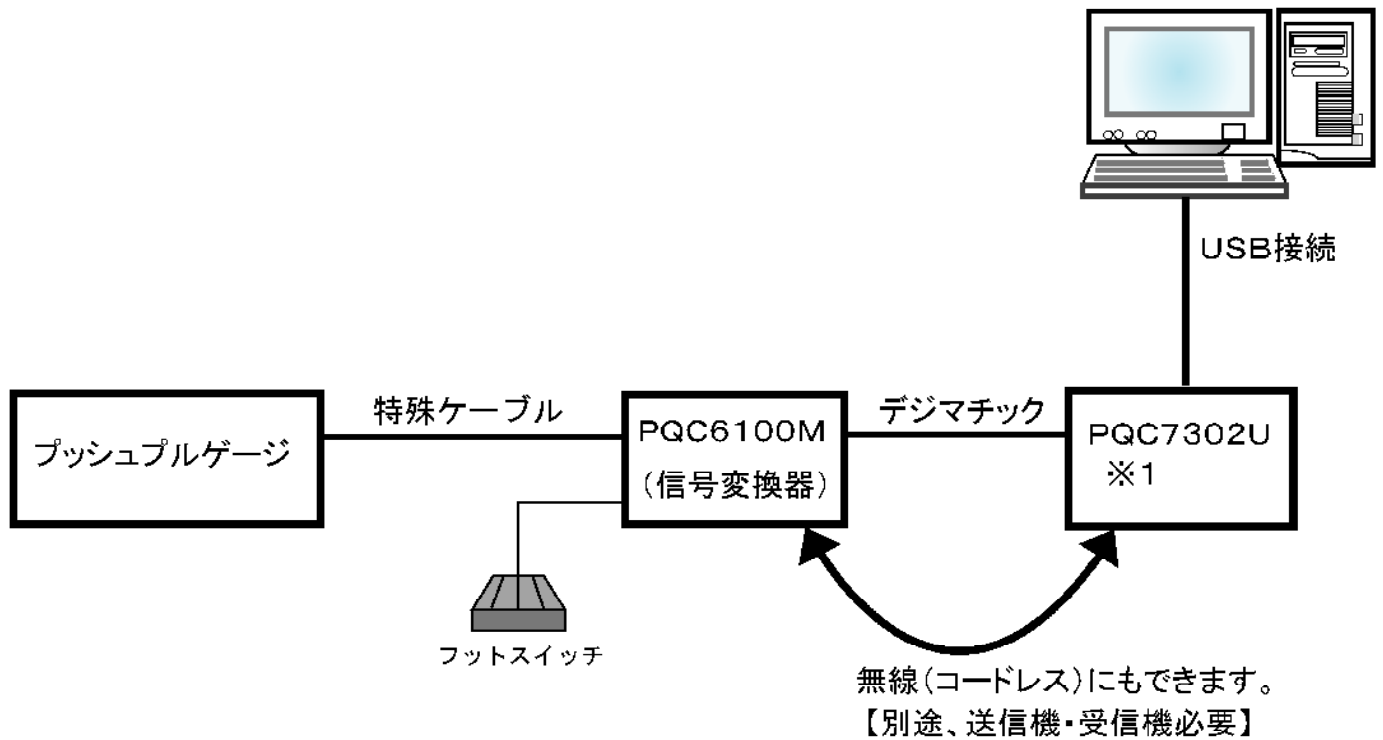 USB接続
プッシュプルゲージ
特殊ケーブル
PQC6100M
(信号変換器)
デジマチック
PQC7302U
※1
フットスイッチ
無線(コードレス)にもできます。
【別途、送信機・受信機必要】